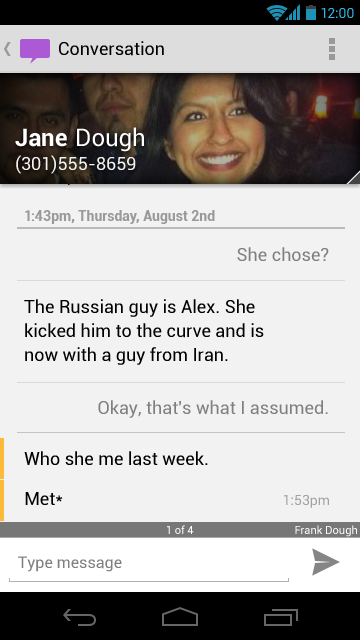 12:00
Conversation
Jane Dough
(301)555-8659
1:43pm, Thursday, August 2nd
She chose?
The Russian guy is Alex. She
kicked him to the curve and is
now with a guy from Iran.
Okay, that's what I assumed.
Who she me last week.
Met*
1:53pm
1 of 4
Frank Dough
Type message